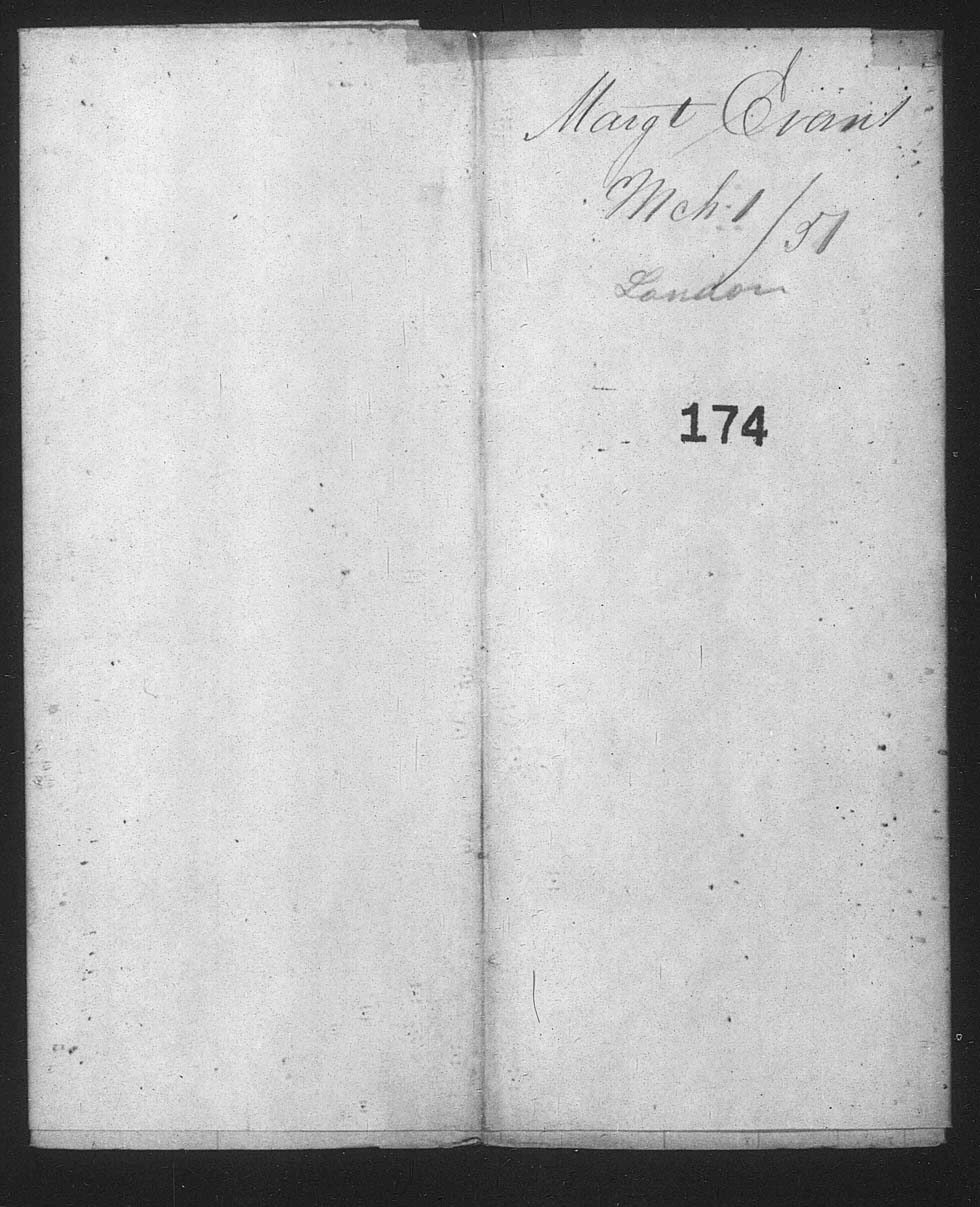 Margt Evans
Mch 1/51
London
174